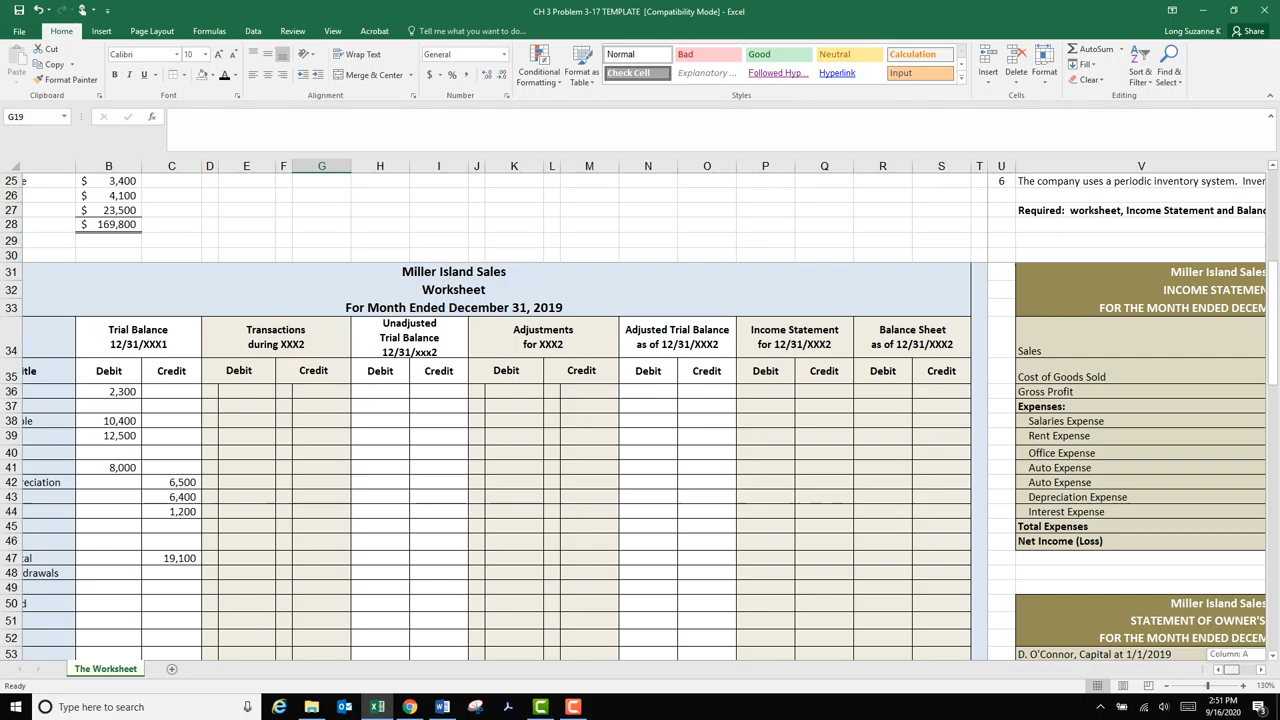 CH 3 Problem 3-17 TEMPLATE [Compatibility Mode] - Excel
Long Suzanne K
Share
File
Home
Insert
Page Layout
Formulas
Data
Review
View
Acrobat
Tell me what you want to do...
Paste
Cut
Copy
Format Painter
Clipboard
Calibri
10
B I U
Font
Wrap Text
Merge & Center
Alignment
General
$ % ,
Number
Conditional Formatting
Format as Table
Normal
Bad
Good
Neutral
Calculation
Check Cell
Explanatory ...
Followed Hyp...
Hyperlink
Input
Styles
Insert
Delete
Format
Cells
AutoSum
Fill
Clear
Sort & Filter
Find & Select
Editing
G19
fx
B C D E F G H I J K L M N O P Q R S T U V
25 e $ 3,400 6 The company uses a periodic inventory system. Inver
26 $ 4,100
27 $ 23,500 Required: worksheet, Income Statement and Balanc
28 $ 169,800
29
30
31 Miller Island Sales Miller Island Sales
32 Worksheet INCOME STATEMEN
33 For Month Ended December 31, 2019 FOR THE MONTH ENDED DECEM
34 Trial Balance 12/31/XXX1 Transactions during XXX2 Unadjusted Trial Balance 12/31/xxx2 Adjustments for XXX2 Adjusted Trial Balance as of 12/31/XXX2 Income Statement for 12/31/XXX2 Balance Sheet as of 12/31/XXX2 Sales
35 itle Debit Credit Debit Credit Debit Credit Debit Credit Debit Credit Debit Credit Debit Credit Cost of Goods Sold
36 2,300 Gross Profit
37 Expenses:
38 ole 10,400 Salaries Expense
39 12,500 Rent Expense
40 Office Expense
41 8,000 Auto Expense
42 reciation 6,500 Auto Expense
43 6,400 Depreciation Expense
44 1,200 Interest Expense
45 Total Expenses
46 Net Income (Loss)
47 tal 19,100
48 drawals
49
50 d Miller Island Sales
51 STATEMENT OF OWNER'S
52 FOR THE MONTH ENDED DECEM
53 D. O'Connor, Capital at 1/1/2019
Column: A
The Worksheet
Ready
130%
Type here to search
2:51 PM
9/16/2020